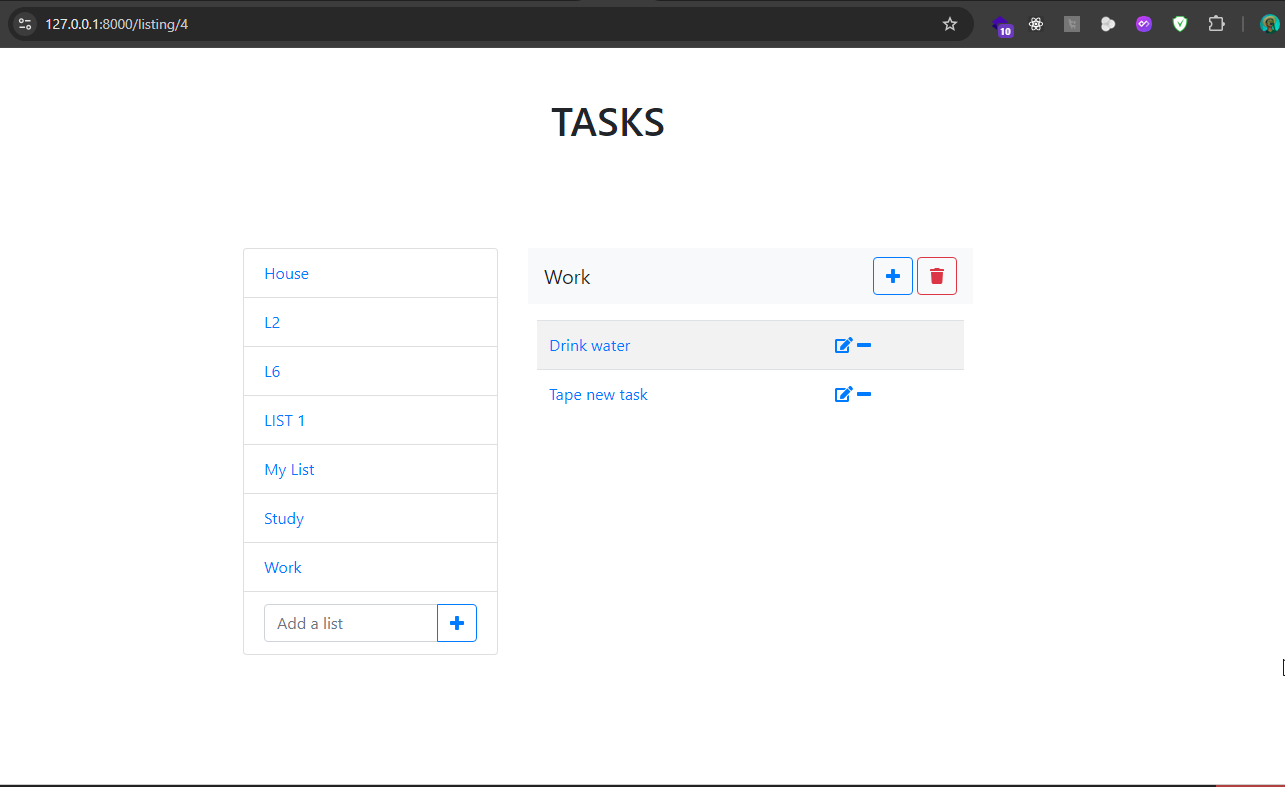 127.0.0.1:8000/listing/4
10
TASKS
House
L2
L6
LIST 1
My List
Study
Work
Add a list
Work
Drink water
Tape new task